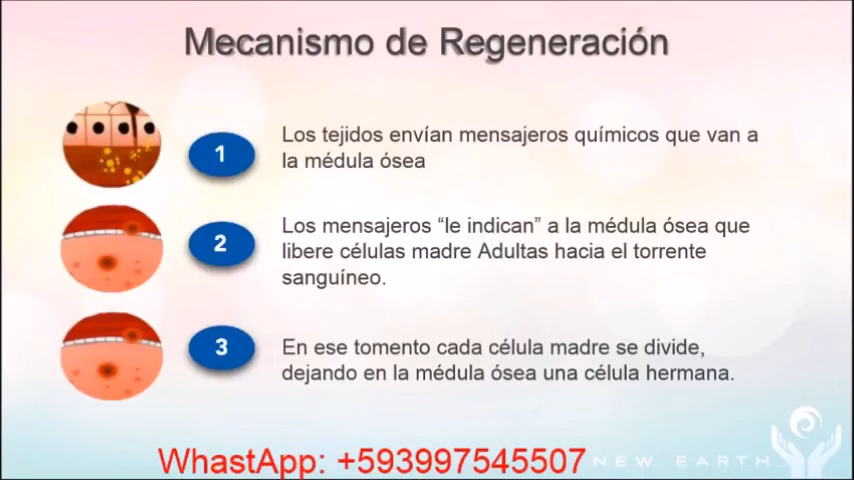 Mecanismo de Regeneración
1
Los tejidos envían mensajeros químicos que van a
la médula ósea
2
Los mensajeros “le indican” a la médula ósea que
libere células madre Adultas hacia el torrente
sanguíneo.
3
En ese tomento cada célula madre se divide,
dejando en la médula ósea una célula hermana.
WhastApp: +593997545507
NEW EARTH